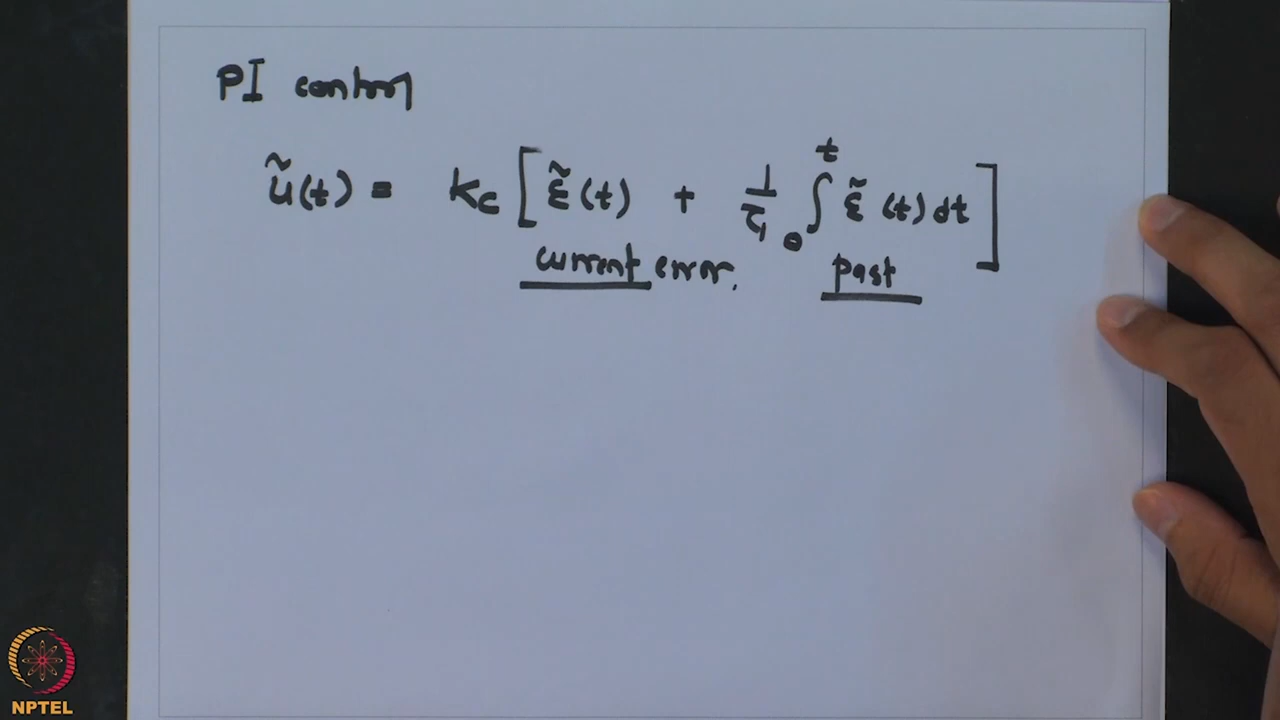 PI control
ũ(t) = Kc [ ε̃(t) + 1/τI ∫₀ᵗ ε̃(t) dt ]
current error. past
NPTEL